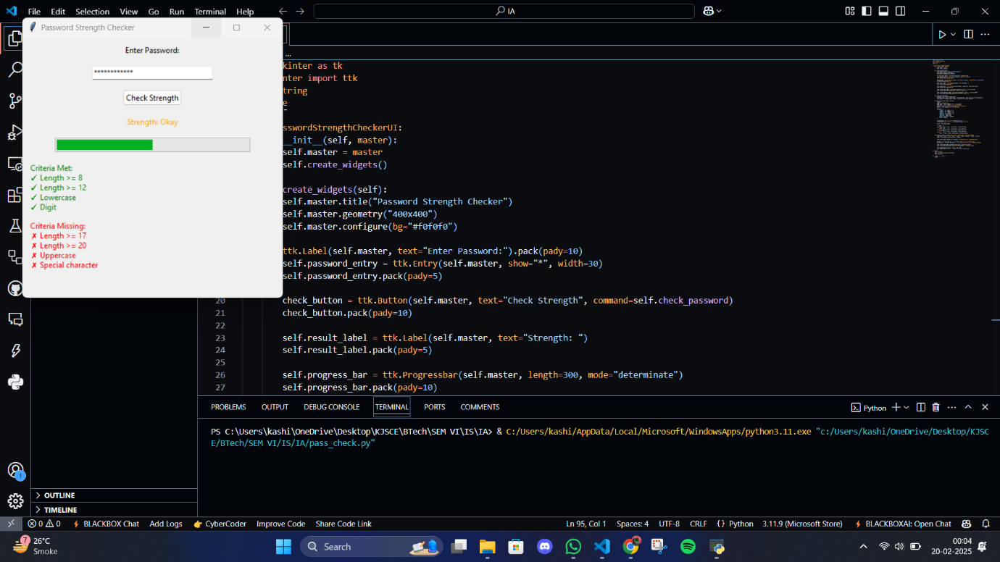 File Edit Selection View Go Run Terminal Help
IA
Password Strength Checker
Enter Password:
************
Check Strength
Strength: Okay
Criteria Met:
✓ Length >= 8
✓ Length >= 12
✓ Lowercase
✓ Digit
Criteria Missing:
✗ Length >= 17
✗ Length >= 20
✗ Uppercase
✗ Special character
...
kinter as tk
nter import ttk
tring
e
sswordStrengthCheckerUI:
__init__(self, master):
self.master = master
self.create_widgets()
create_widgets(self):
self.master.title("Password Strength Checker")
self.master.geometry("400x400")
self.master.configure(bg="#f0f0f0")
ttk.Label(self.master, text="Enter Password:").pack(pady=10)
self.password_entry = ttk.Entry(self.master, show="*", width=30)
self.password_entry.pack(pady=5)
20 check_button = ttk.Button(self.master, text="Check Strength", command=self.check_password)
21 check_button.pack(pady=10)
22
23 self.result_label = ttk.Label(self.master, text="Strength: ")
24 self.result_label.pack(pady=5)
25
26 self.progress_bar = ttk.Progressbar(self.master, length=300, mode="determinate")
27 self.progress_bar.pack(pady=10)
PROBLEMS OUTPUT DEBUG CONSOLE TERMINAL PORTS COMMENTS
Python
PS C:\Users\kashi\OneDrive\Desktop\KJSCE\BTech\SEM VI\IS\IA> & C:/Users/kashi/AppData/Local/Microsoft/WindowsApps/python3.11.exe "c:/Users/kashi/OneDrive/Desktop/KJSC
E/BTech/SEM VI/IS/IA/pass_check.py"
1
OUTLINE
TIMELINE
0 0 BLACKBOX Chat Add Logs 👉 CyberCoder Improve Code Share Code Link Ln 95, Col 1 Spaces: 4 UTF-8 CRLF {} Python 3.11.9 (Microsoft Store) BLACKBOXAI: Open Chat
7
26°C
Smoke
Search
00:04
20-02-2025